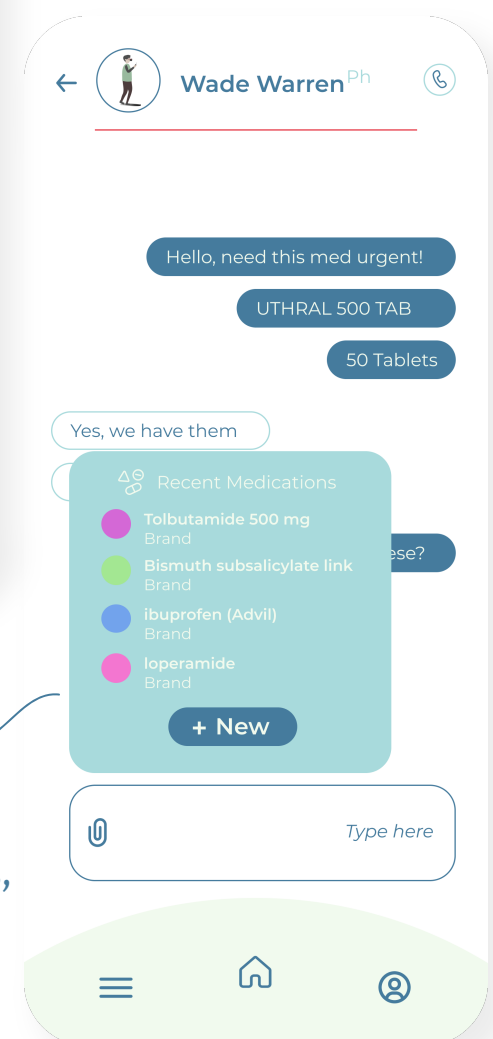 Wade Warren Ph
Hello, need this med urgent!
UTHRAL 500 TAB
50 Tablets
Yes, we have them
ese?
Recent Medications
Tolbutamide 500 mg
Brand
Bismuth subsalicylate link
Brand
ibuprofen (Advil)
Brand
loperamide
Brand
+ New
Type here